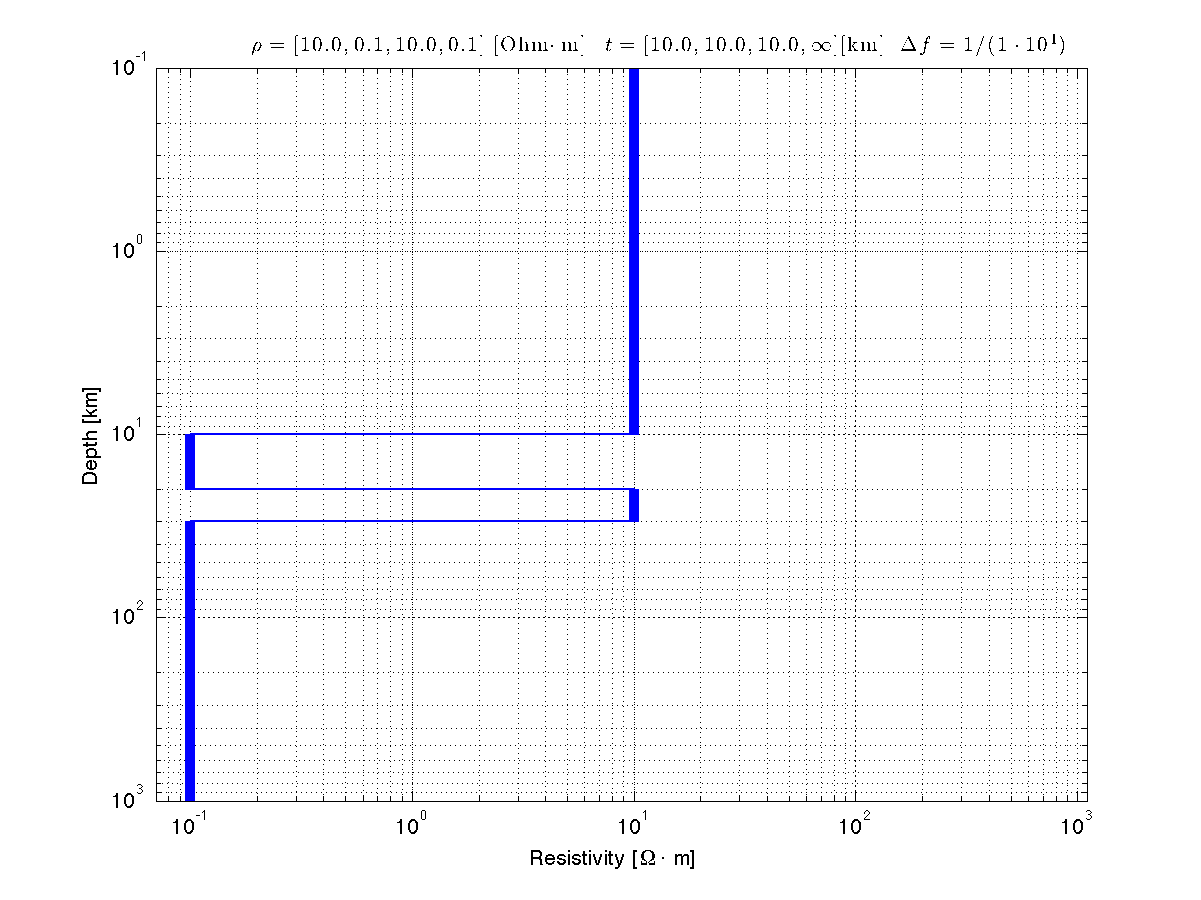 ρ = [10.0, 0.1, 10.0, 0.1] [Ohm· m] t = [10.0, 10.0, 10.0, ∞][km] Δf = 1/(1 · 10¹)
10⁻¹
10⁰
10¹
10²
10³
Depth [km]
10⁻¹ 10⁰ 10¹ 10² 10³
Resistivity [Ω · m]